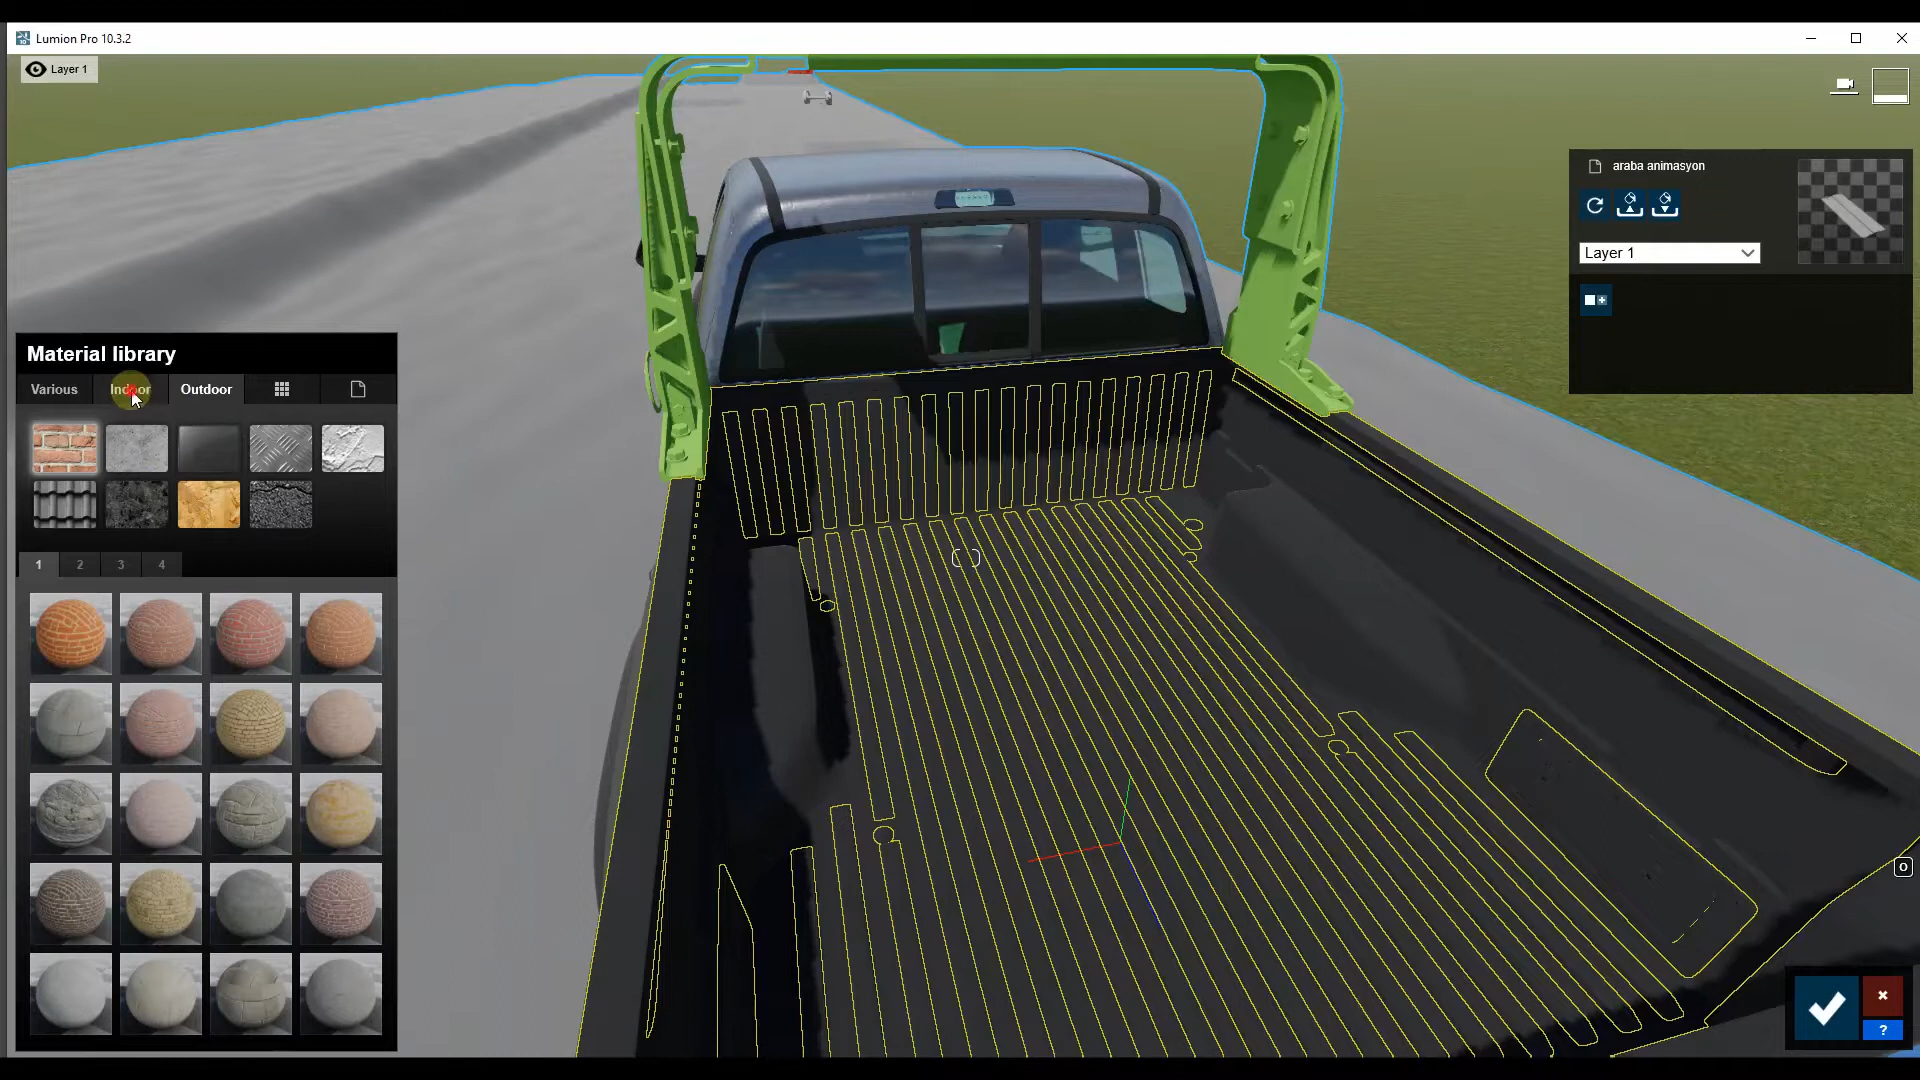 Lumion Pro 10.3.2
Layer 1
araba animasyon
Layer 1
Material library
Various Indoor Outdoor
1 2 3 4
O
?